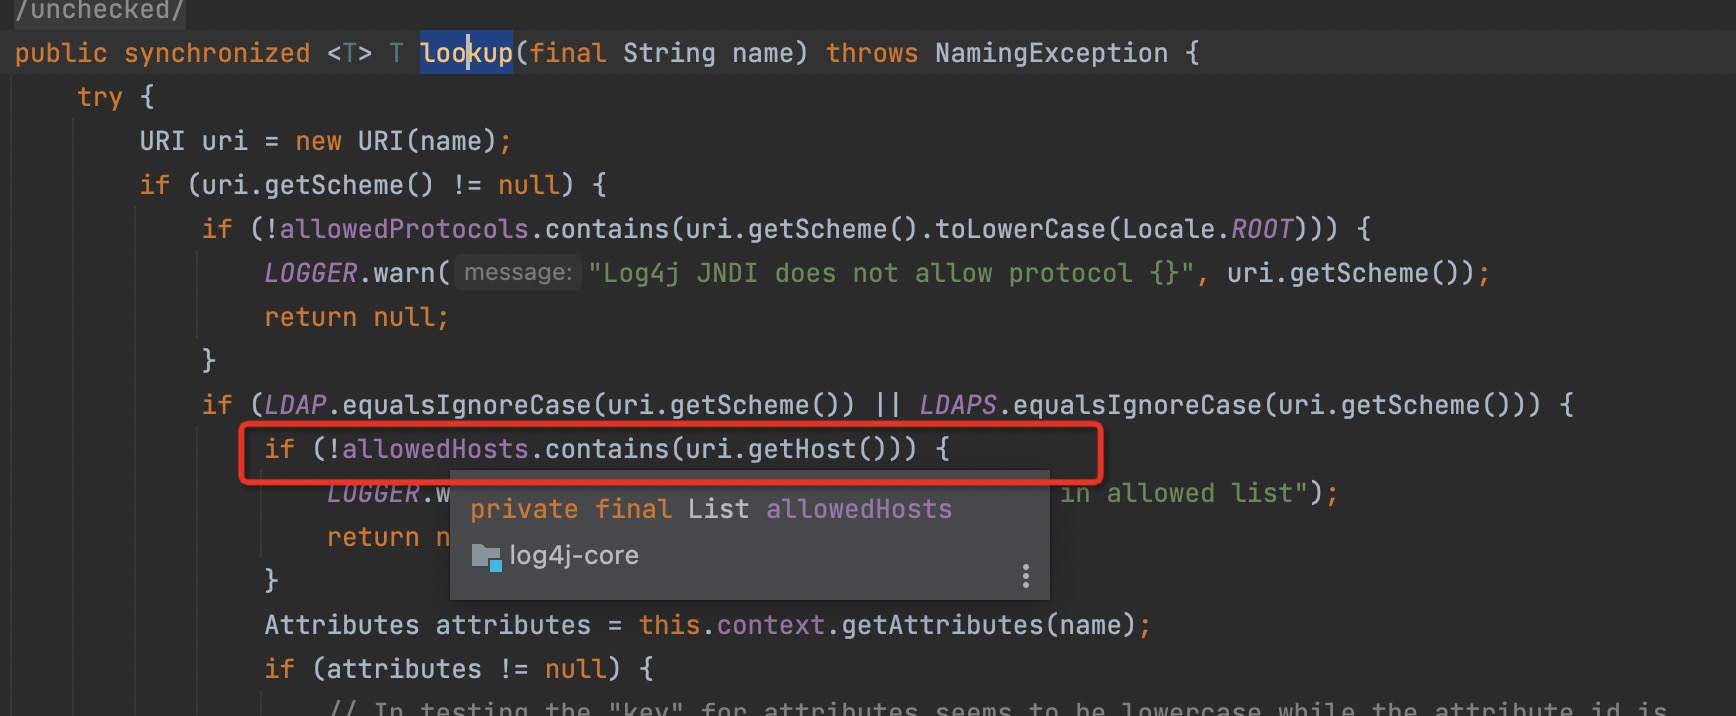 /unchecked/
public synchronized <T> T lookup(final String name) throws NamingException {
try {
URI uri = new URI(name);
if (uri.getScheme() != null) {
if (!allowedProtocols.contains(uri.getScheme().toLowerCase(Locale.ROOT))) {
LOGGER.warn( message: "Log4j JNDI does not allow protocol {}", uri.getScheme());
return null;
}
if (LDAP.equalsIgnoreCase(uri.getScheme()) || LDAPS.equalsIgnoreCase(uri.getScheme())) {
if (!allowedHosts.contains(uri.getHost())) {
LOGGER.w in allowed list");
private final List allowedHosts
return n
log4j-core
}
Attributes attributes = this.context.getAttributes(name);
if (attributes != null) {
// In testing the "key" for attributes seems to be lowercase while the attribute id is